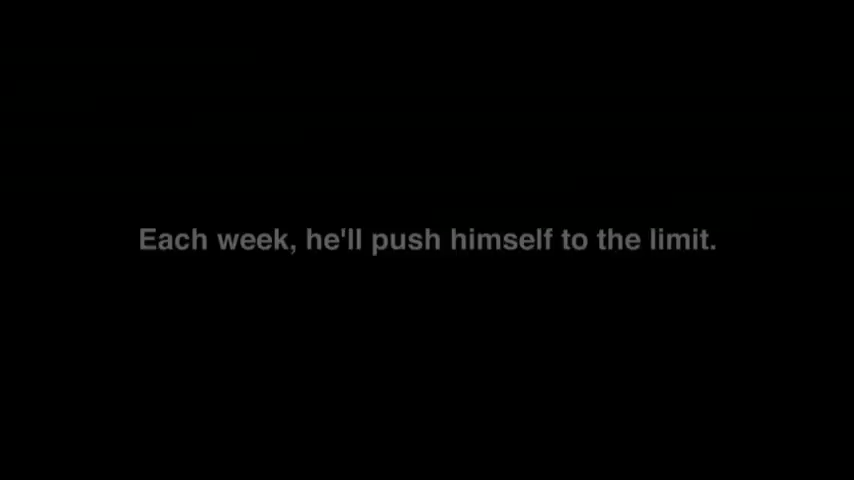 Each week, he'll push himself to the limit.